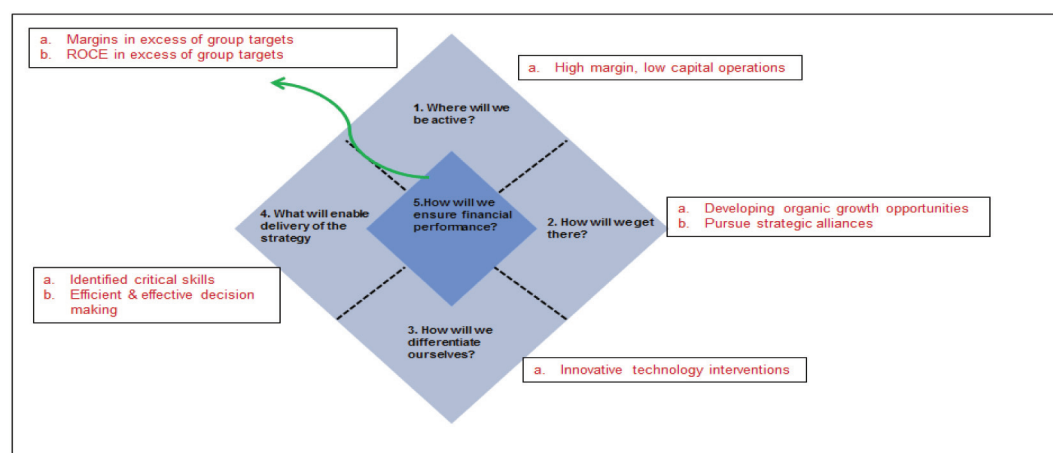 a. Margins in excess of group targets
b. ROCE in excess of group targets
a. High margin, low capital operations
1. Where will we
be active?
5.How will we
ensure financial
performance?
4. What will enable
delivery of the
strategy
2. How will we get
there?
a. Developing organic growth opportunities
b. Pursue strategic alliances
a. Identified critical skills
b. Efficient & effective decision
making
3. How will we
differentiate
ourselves?
a. Innovative technology interventions